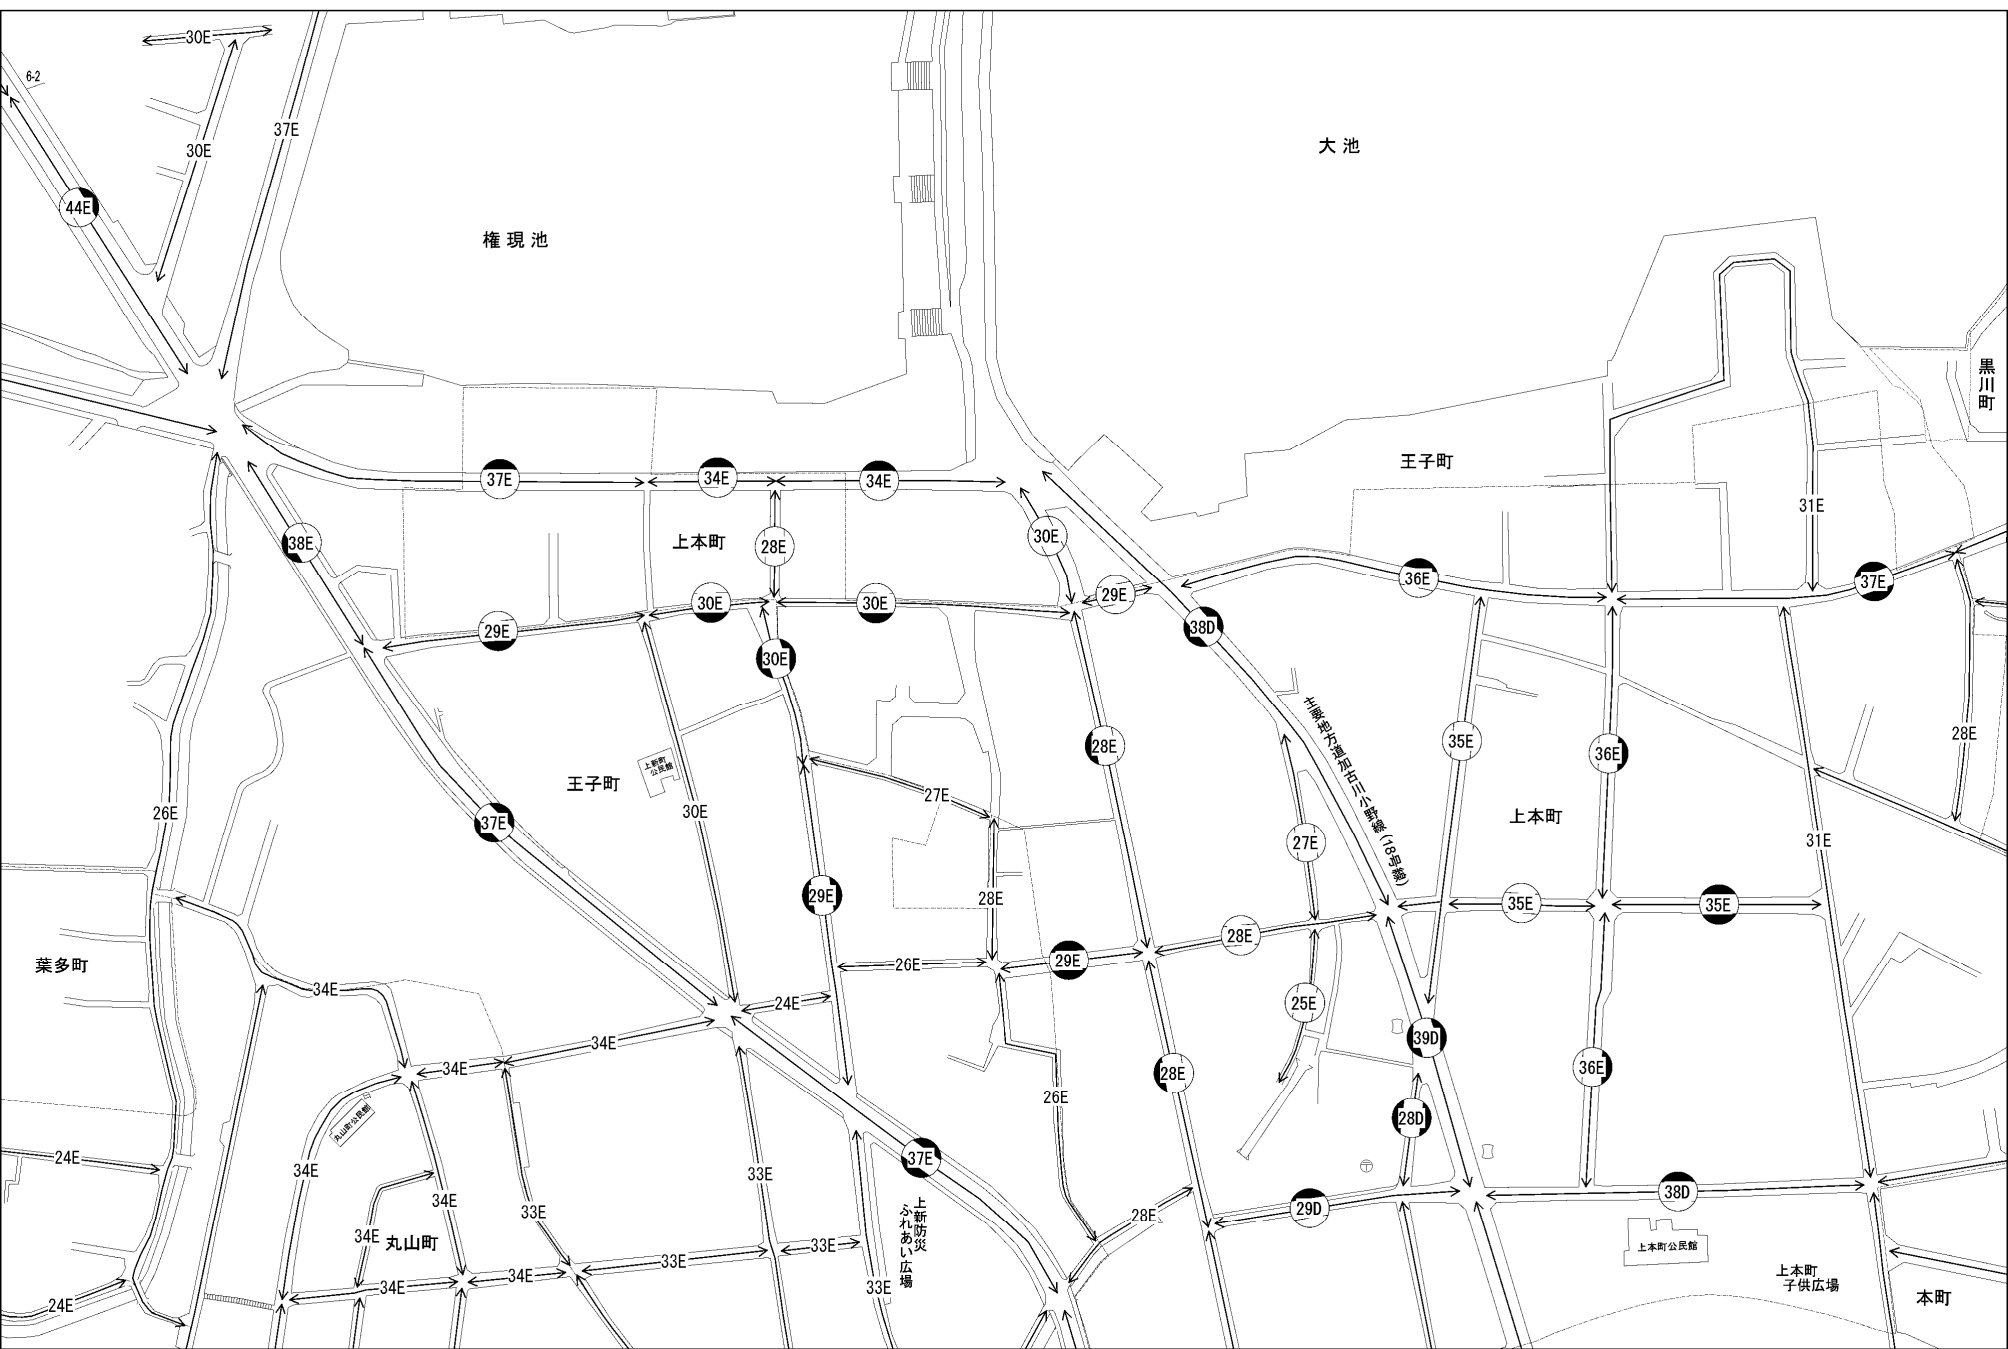 30E
6-2
37E
30E
大池
44E
権現池
黒川町
王子町
37E
34E
34E
31E
30E
38E
上本町
28E
36E
37E
29E
30E
30E
29E
38D
30E
主要地方道加古川小野線(18号線)
28E
35E
36E
28E
上新町
公民館
王子町
27E
26E
30E
37E
上本町
27E
31E
29E
28E
35E
35E
28E
29E
葉多町
26E
34E
24E
25E
34E
39D
34E
28E
36E
26E
丸山町公民館
28D
24E
37E
34E
33E
34E
38D
33E
29D
28E
上新防災
ふれあい広場
34E
丸山町
33E
33E
上本町公民館
34E
34E
33E
上本町
子供広場
本町
24E